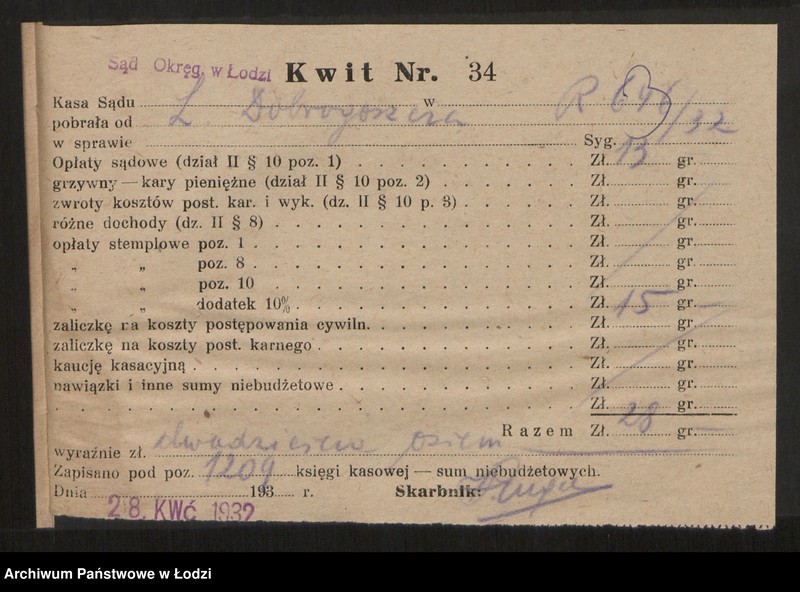 Sąd Okręg. w Łodzi Kwit Nr. 34
Kasa Sądu w
pobrała od L. Dobrogoszcza R 646/32
w sprawie Syg.
Opłaty sądowe (dział II § 10 poz. 1) Zł. 13 gr.
grzywny — kary pieniężne (dział II § 10 poz. 2) Zł. gr.
zwroty kosztów post. kar. i wyk. (dz. II § 10 p. 3) Zł. gr.
różne dochody (dz. II § 8) Zł. gr.
opłaty stemplowe poz. 1 Zł. gr.
„ „ poz. 8 Zł. gr.
„ „ poz. 10 Zł. gr.
„ „ dodatek 10% Zł. gr.
zaliczkę na koszty postępowania cywiln. Zł. 15 gr. —
zaliczkę na koszty post. karnego Zł. gr.
kaucję kasacyjną Zł. gr.
nawiązki i inne sumy niebudżetowe Zł. gr.
Zł. gr.
Razem Zł. 28 gr. —
wyraźnie zł. dwadzieścia osiem
Zapisano pod poz. 1209 księgi kasowej — sum niebudżetowych.
Dnia 193 r. Skarbnik:
28. KWĆ 1932
Archiwum Państwowe w Łodzi